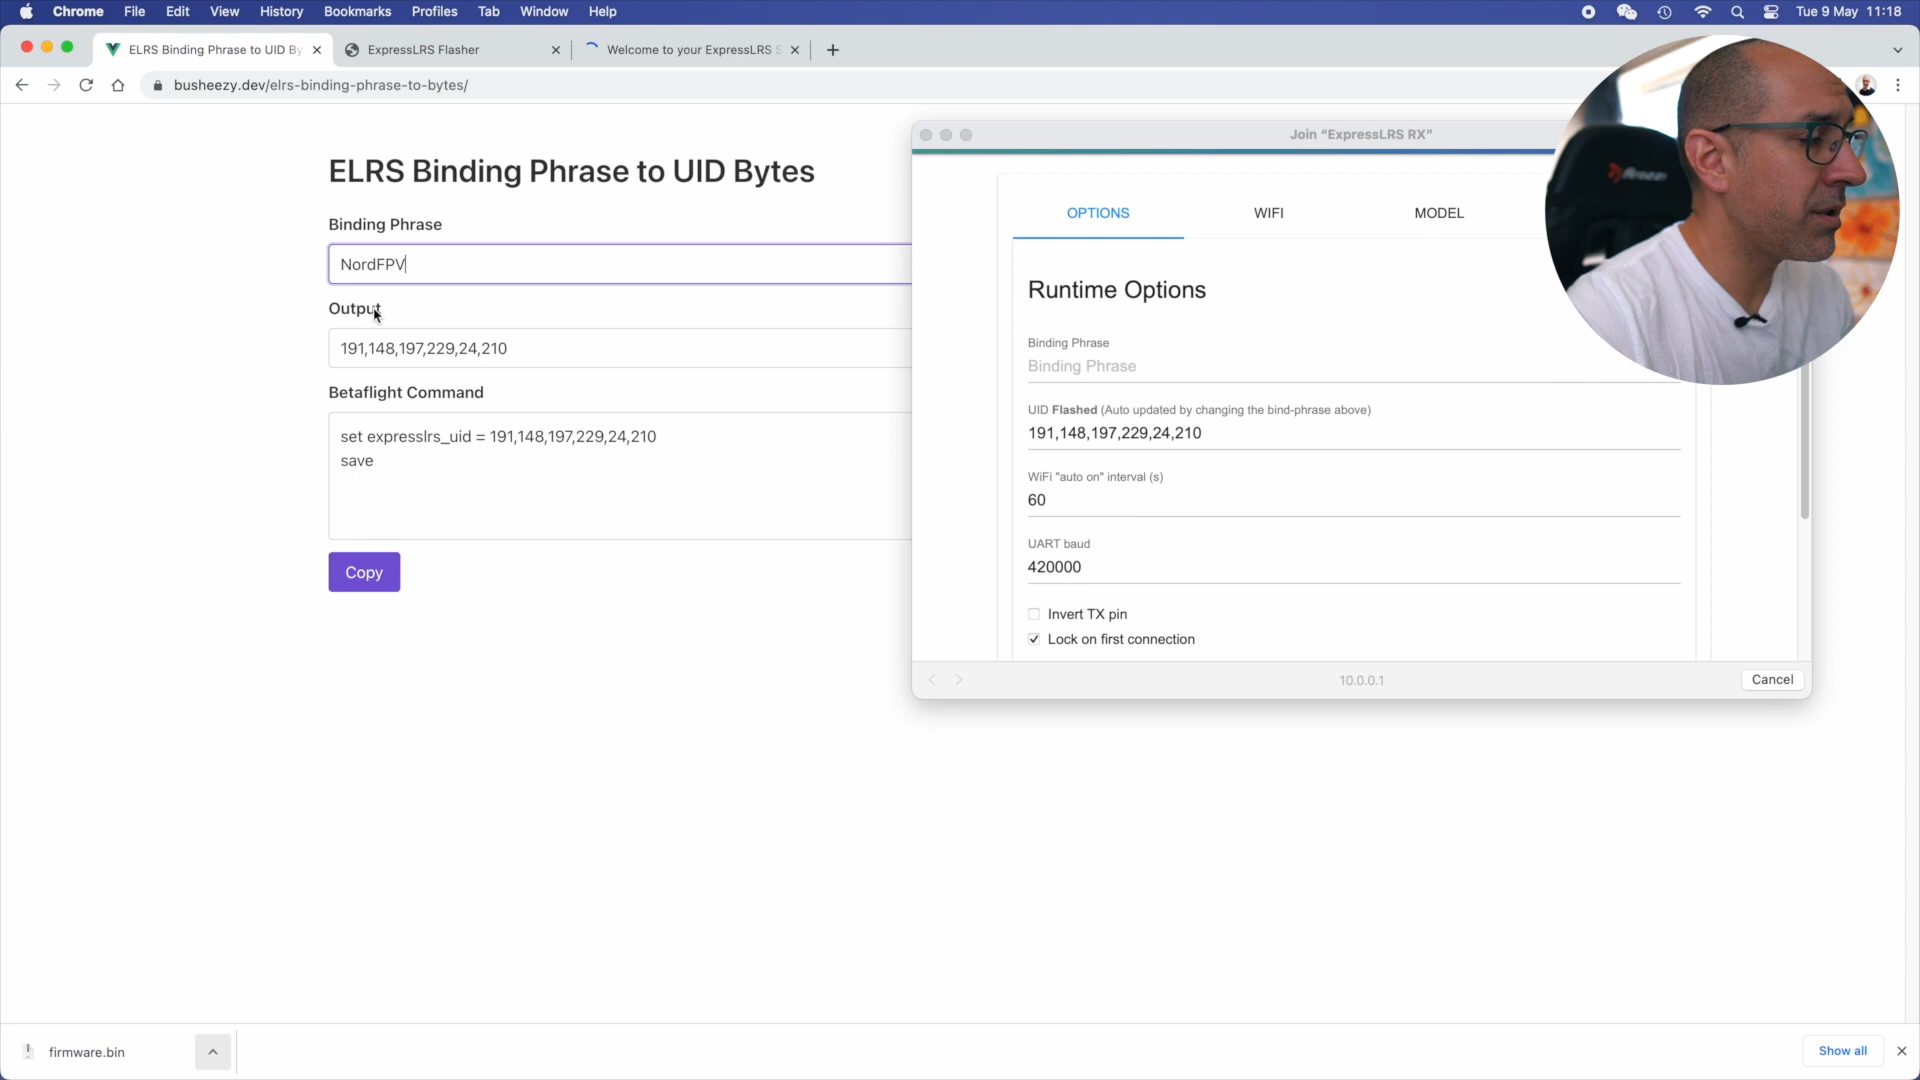 Chrome File Edit View History Bookmarks Profiles Tab Window Help
Tue 9 May 11:18
ELRS Binding Phrase to UID By
ExpressLRS Flasher
Welcome to your ExpressLRS S
busheezy.dev/elrs-binding-phrase-to-bytes/
ELRS Binding Phrase to UID Bytes
Binding Phrase
NordFPV
Output
191,148,197,229,24,210
Betaflight Command
set expresslrs_uid = 191,148,197,229,24,210
save
Copy
Join “ExpressLRS RX”
OPTIONS WIFI MODEL
Runtime Options
Binding Phrase
Binding Phrase
UID Flashed (Auto updated by changing the bind-phrase above)
191,148,197,229,24,210
WiFi "auto on" interval (s)
60
UART baud
420000
Invert TX pin
Lock on first connection
10.0.0.1
Cancel
firmware.bin
Show all